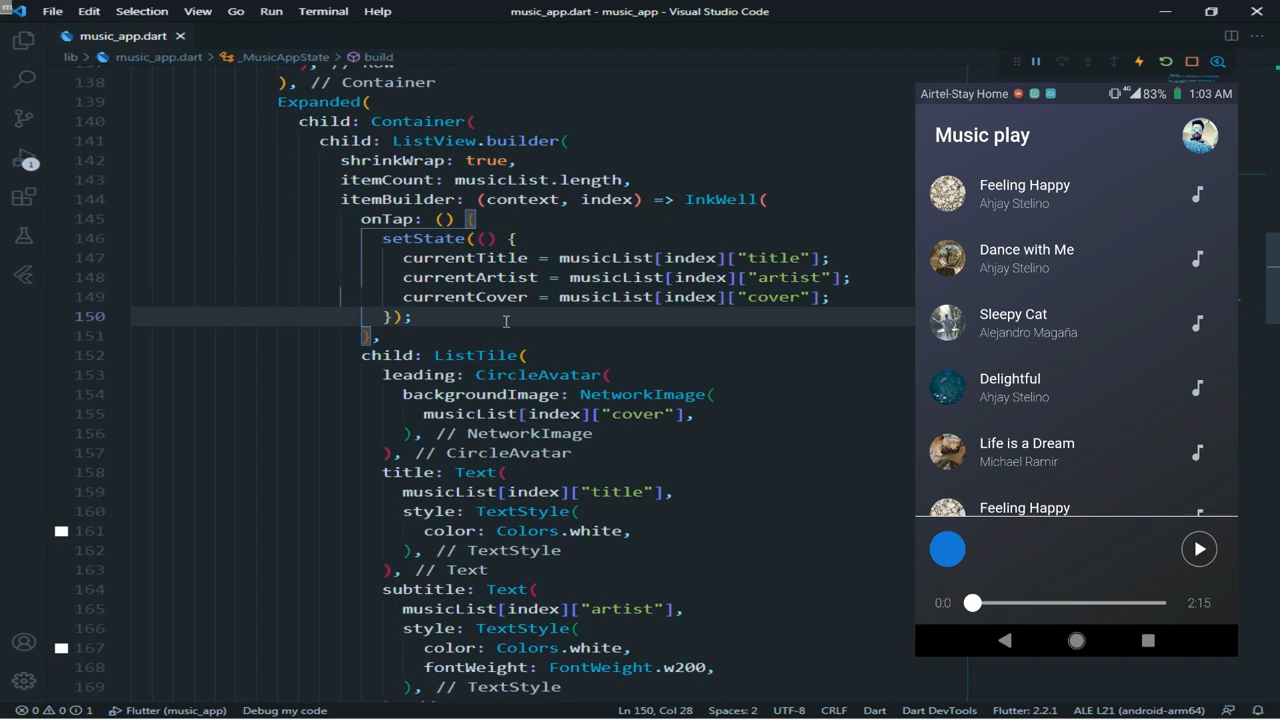 File Edit Selection View Go Run Terminal Help
music_app.dart - music_app - Visual Studio Code
music_app.dart
lib > music_app.dart > _MusicAppState > build
138 ), // Container
139 Expanded(
140 child: Container(
141 child: ListView.builder(
142 shrinkWrap: true,
143 itemCount: musicList.length,
144 itemBuilder: (context, index) => InkWell(
145 onTap: () {
146 setState(() {
147 currentTitle = musicList[index]["title"];
148 currentArtist = musicList[index]["artist"];
149 currentCover = musicList[index]["cover"];
150 });
151 },
152 child: ListTile(
153 leading: CircleAvatar(
154 backgroundImage: NetworkImage(
155 musicList[index]["cover"],
156 ), // NetworkImage
157 ), // CircleAvatar
158 title: Text(
159 musicList[index]["title"],
160 style: TextStyle(
161 color: Colors.white,
162 ), // TextStyle
163 ), // Text
164 subtitle: Text(
165 musicList[index]["artist"],
166 style: TextStyle(
167 color: Colors.white,
168 fontWeight: FontWeight.w200,
169 ), // TextStyle
1
Airtel-Stay Home 4G 83% 1:03 AM
Music play
Feeling Happy
Ahjay Stelino
Dance with Me
Ahjay Stelino
Sleepy Cat
Alejandro Magaña
Delightful
Ahjay Stelino
Life is a Dream
Michael Ramir
Feeling Happy
0:0 2:15
0 0 1 Flutter (music_app) Debug my code Ln 150, Col 28 Spaces: 2 UTF-8 CRLF Dart Dart DevTools Flutter: 2.2.1 ALE L21 (android-arm64)